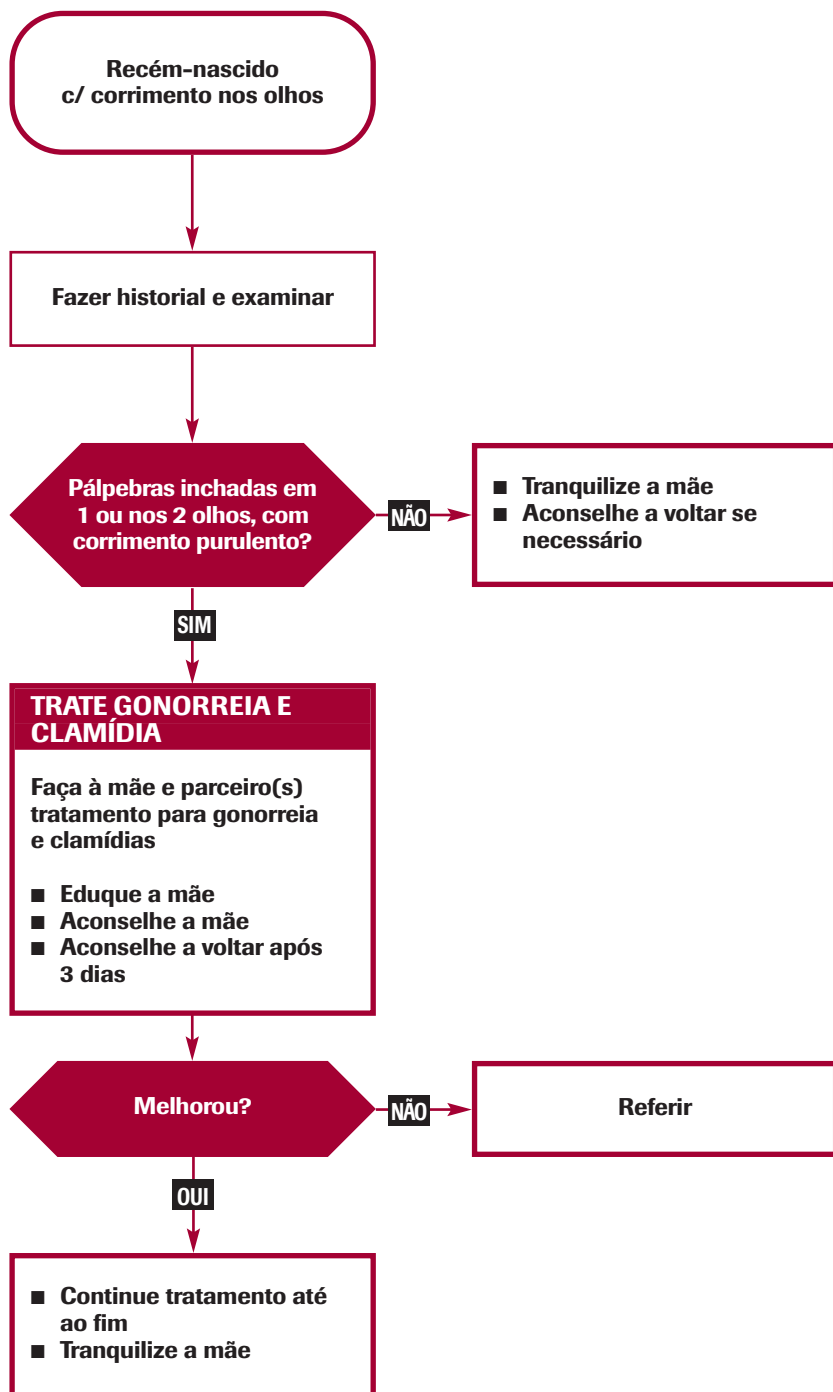 Recém-nascido
c/ corrimento nos olhos
Fazer historial e examinar
Pálpebras inchadas em
1 ou nos 2 olhos, com
corrimento purulento?
NÃO
■ Tranquilize a mãe
■ Aconselhe a voltar se
necessário
SIM
TRATE GONORREIA E
CLAMÍDIA
Faça à mãe e parceiro(s)
tratamento para gonorreia
e clamídias
■ Eduque a mãe
■ Aconselhe a mãe
■ Aconselhe a voltar após
3 dias
Melhorou?
NÃO
Referir
OUI
■ Continue tratamento até
ao fim
■ Tranquilize a mãe